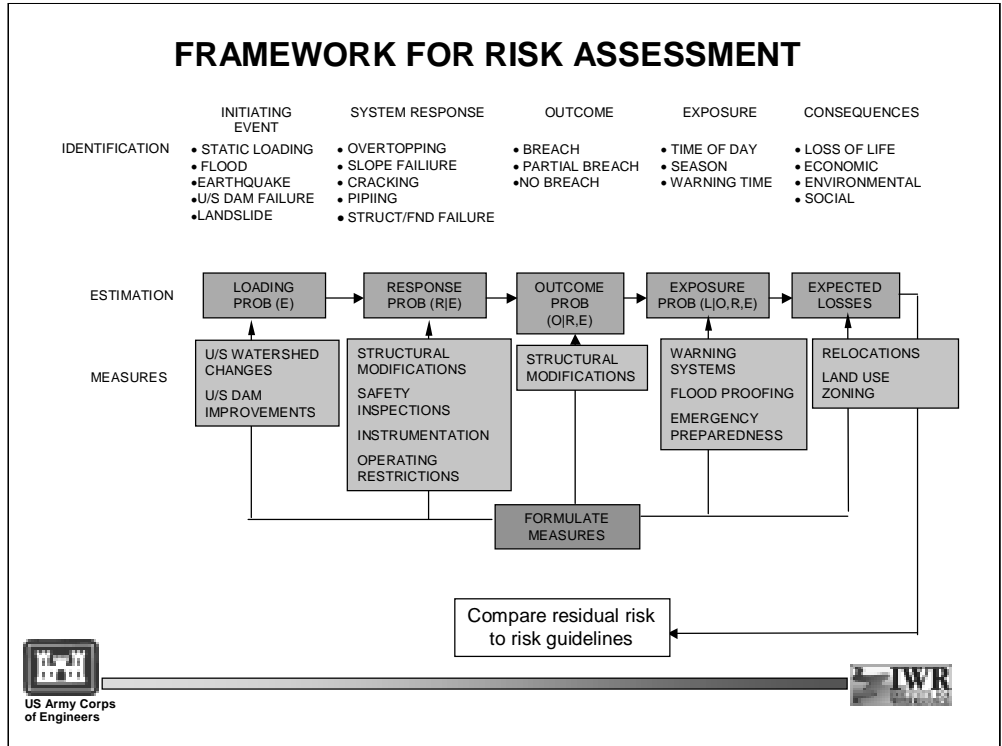 FRAMEWORK FOR RISK ASSESSMENT
INITIATING
EVENT
SYSTEM RESPONSE
OUTCOME
EXPOSURE
CONSEQUENCES
IDENTIFICATION
• STATIC LOADING
• FLOOD
•EARTHQUAKE
•U/S DAM FAILURE
•LANDSLIDE
• OVERTOPPING
• SLOPE FAILIURE
• CRACKING
• PIPIING
• STRUCT/FND FAILURE
• BREACH
• PARTIAL BREACH
•NO BREACH
• TIME OF DAY
• SEASON
• WARNING TIME
• LOSS OF LIFE
• ECONOMIC
• ENVIRONMENTAL
• SOCIAL
ESTIMATION
LOADING
PROB (E)
RESPONSE
PROB (R|E)
OUTCOME
PROB
(O|R,E)
EXPOSURE
PROB (L|O,R,E)
EXPECTED
LOSSES
MEASURES
U/S WATERSHED
CHANGES
U/S DAM
IMPROVEMENTS
STRUCTURAL
MODIFICATIONS
SAFETY
INSPECTIONS
INSTRUMENTATION
OPERATING
RESTRICTIONS
STRUCTURAL
MODIFICATIONS
WARNING
SYSTEMS
FLOOD PROOFING
EMERGENCY
PREPAREDNESS
RELOCATIONS
LAND USE
ZONING
FORMULATE
MEASURES
Compare residual risk
to risk guidelines
US Army Corps
of Engineers
IWR